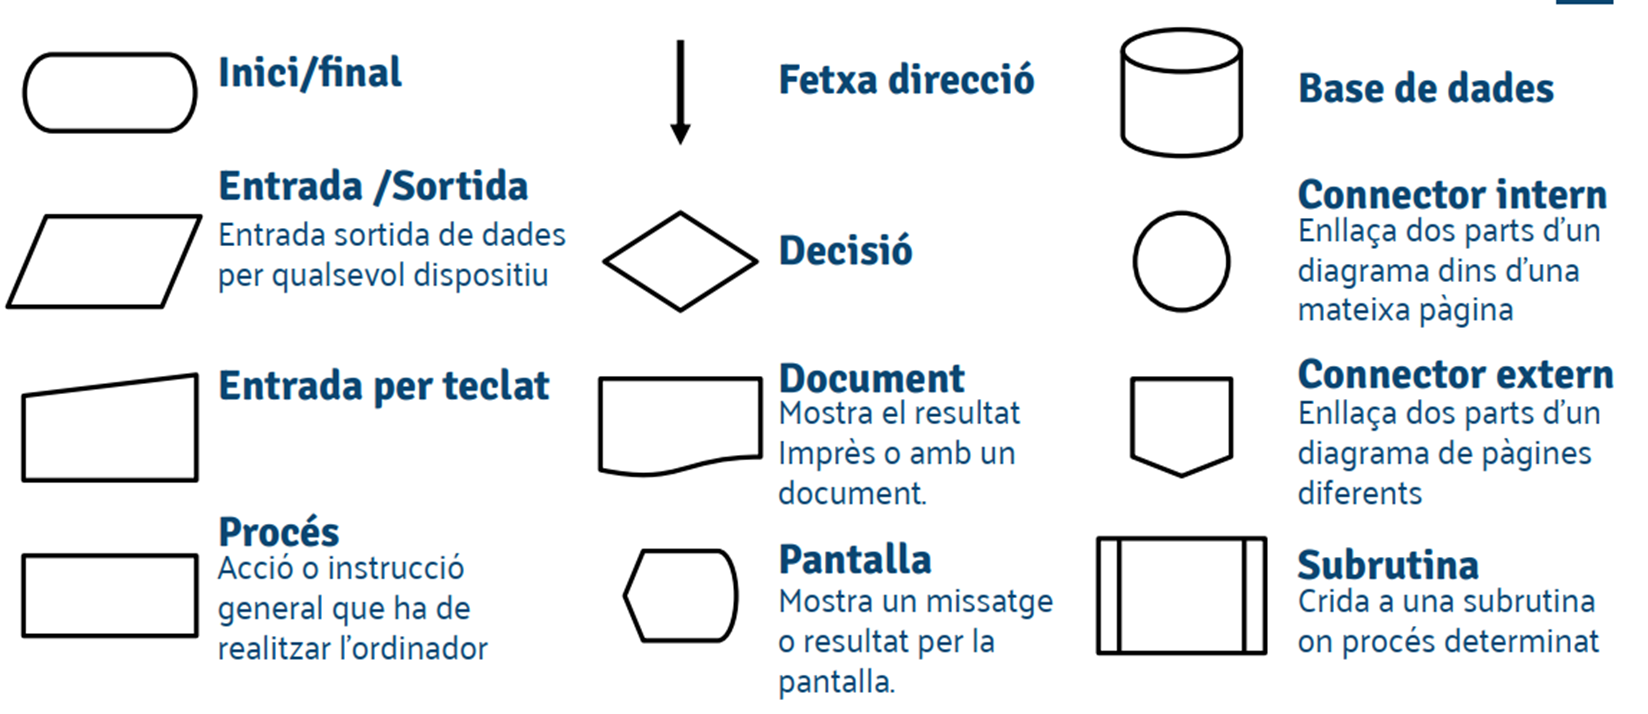 Inici/final
Entrada /Sortida
Entrada sortida de dades
per qualsevol dispositiu
Entrada per teclat
Procés
Acció o instrucció
general que ha de
realitzar l'ordinador
Fetxa direcció
Decisió
Document
Mostra el resultat
Imprès o amb un
document.
Pantalla
Mostra un missatge
o resultat per la
pantalla.
Base de dades
Connector intern
Enllaça dos parts d'un
diagrama dins d'una
mateixa pàgina
Connector extern
Enllaça dos parts d'un
diagrama de pàgines
diferents
Subrutina
Crida a una subrutina
on procés determinat